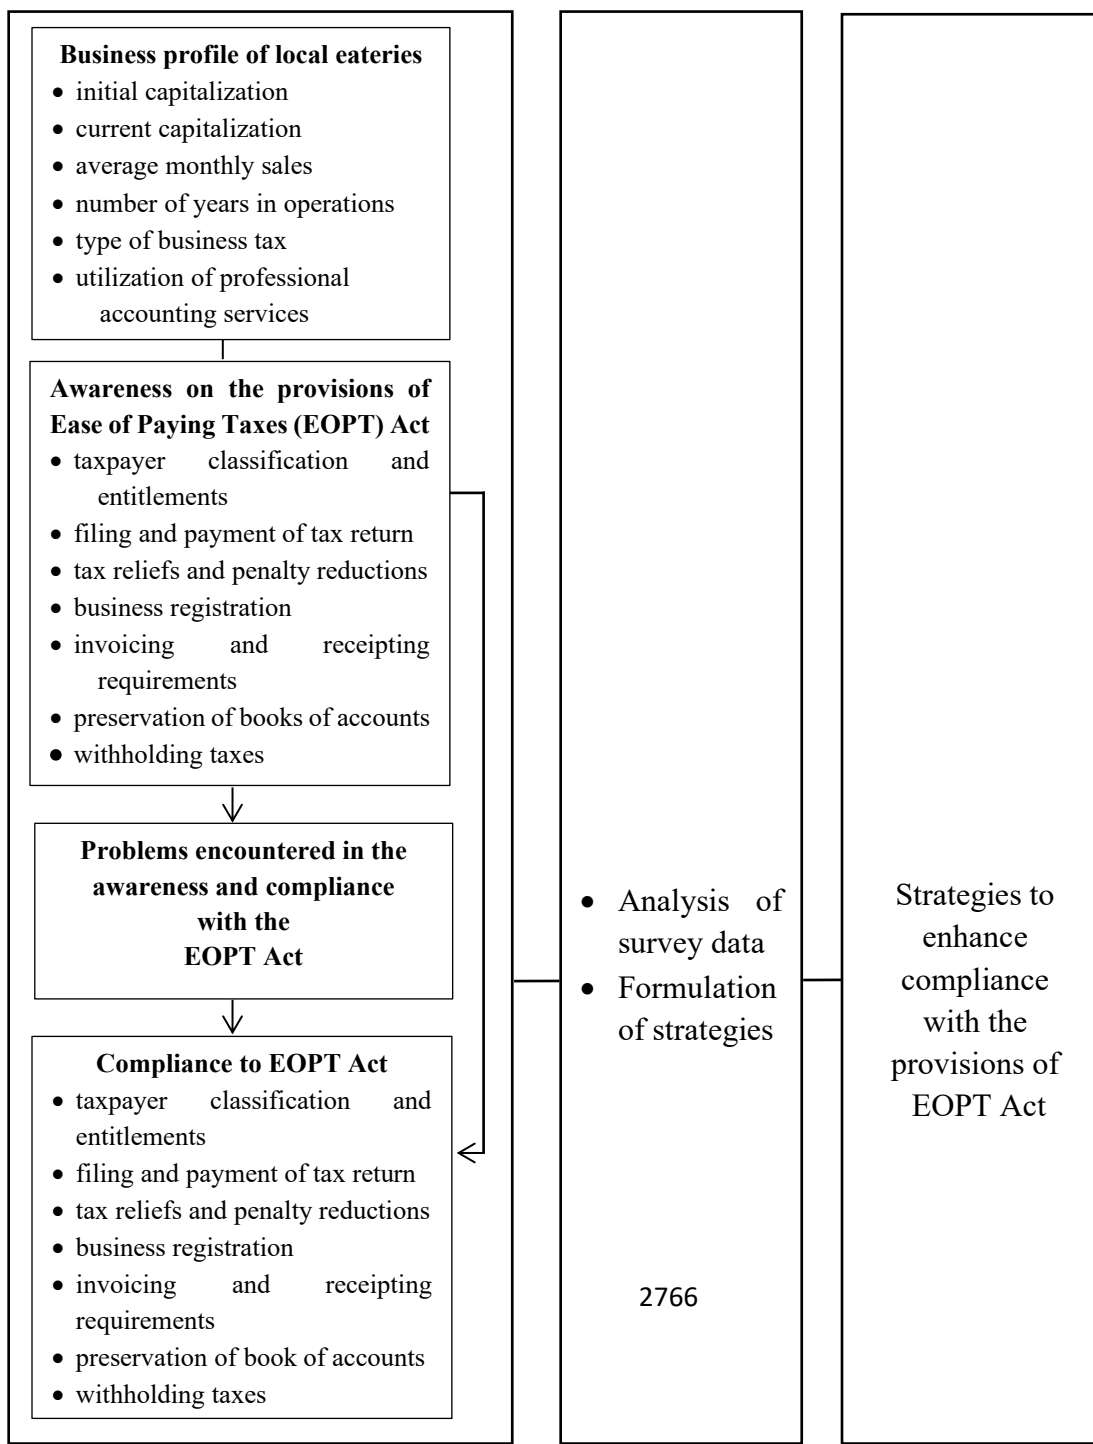 Business profile of local eateries
• initial capitalization
• current capitalization
• average monthly sales
• number of years in operations
• type of business tax
• utilization of professional
accounting services
Awareness on the provisions of
Ease of Paying Taxes (EOPT) Act
• taxpayer classification and
entitlements
• filing and payment of tax return
• tax reliefs and penalty reductions
• business registration
• invoicing and receipting
requirements
• preservation of books of accounts
• withholding taxes
Problems encountered in the
awareness and compliance
with the
EOPT Act
Compliance to EOPT Act
• taxpayer classification and
entitlements
• filing and payment of tax return
• tax reliefs and penalty reductions
• business registration
• invoicing and receipting
requirements
• preservation of book of accounts
• withholding taxes
• Analysis of
survey data
• Formulation
of strategies
2766
Strategies to
enhance
compliance
with the
provisions of
EOPT Act